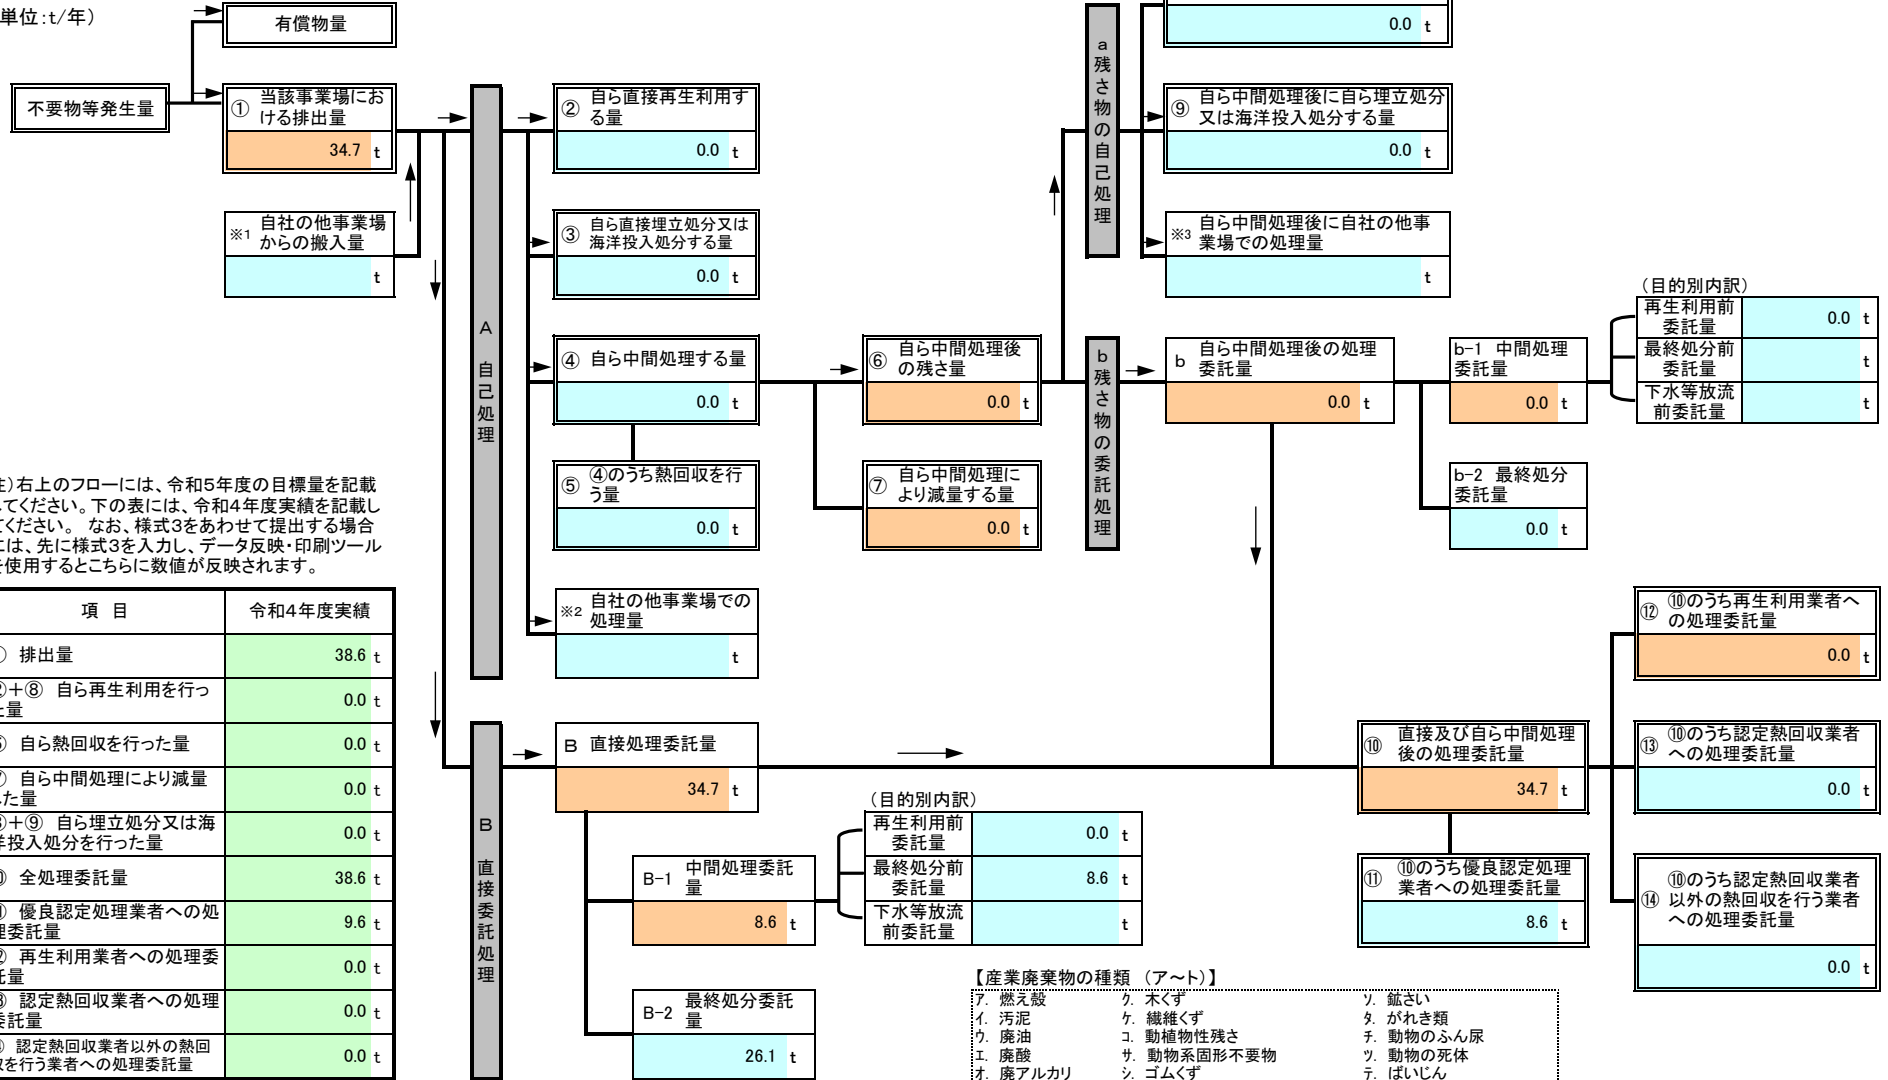 単位:t/年)
有償物量
不要物等発生量
① 当該事業場にお
ける排出量
34.7 t
※1 自社の他事業場
からの搬入量
t
A 自己処理
② 自ら直接再生利用す
る量
0.0 t
③ 自ら直接埋立処分又は
海洋投入処分する量
0.0 t
④ 自ら中間処理する量
0.0 t
⑤ ④のうち熱回収を行
う量
0.0 t
※2 自社の他事業場での
処理量
t
⑥ 自ら中間処理後
の残さ量
0.0 t
⑦ 自ら中間処理に
より減量する量
0.0 t
a 残さ物の自己処理
0.0 t
⑨ 自ら中間処理後に自ら埋立処分
又は海洋投入処分する量
0.0 t
※3 自ら中間処理後に自社の他事
業場での処理量
t
b 残さ物の委託処理
b 自ら中間処理後の処理
委託量
0.0 t
b-1 中間処理
委託量
0.0 t
(目的別内訳)
再生利用前
委託量 0.0 t
最終処分前
委託量 t
下水等放流
前委託量 t
b-2 最終処分
委託量
0.0 t
注)右上のフローには、令和5年度の目標量を記載
してください。下の表には、令和4年度実績を記載し
てください。 なお、様式3をあわせて提出する場合
には、先に様式3を入力し、データ反映・印刷ツール
を使用するとこちらに数値が反映されます。
項 目 令和4年度実績
排出量 38.6 t
②+⑧ 自ら再生利用を行っ
た量 0.0 t
⑤ 自ら熱回収を行った量 0.0 t
⑦ 自ら中間処理により減量
した量 0.0 t
③+⑨ 自ら埋立処分又は海
洋投入処分を行った量 0.0 t
⑩ 全処理委託量 38.6 t
⑪ 優良認定処理業者への処
理委託量 9.6 t
⑫ 再生利用業者への処理委
託量 0.0 t
⑬ 認定熱回収業者への処理
委託量 0.0 t
⑭ 認定熱回収業者以外の熱回
収を行う業者への処理委託量 0.0 t
B 直接委託処理
B 直接処理委託量
34.7 t
B-1 中間処理委託
量
8.6 t
(目的別内訳)
再生利用前
委託量 0.0 t
最終処分前
委託量 8.6 t
下水等放流
前委託量 t
B-2 最終処分委託
量
26.1 t
⑩ 直接及び自ら中間処理
後の処理委託量
34.7 t
⑪ ⑩のうち優良認定処理
業者への処理委託量
8.6 t
⑫ ⑩のうち再生利用業者へ
の処理委託量
0.0 t
⑬ ⑩のうち認定熱回収業者
への処理委託量
0.0 t
⑭ ⑩のうち認定熱回収業者
以外の熱回収を行う業者
への処理委託量
0.0 t
【産業廃棄物の種類 (ア~ト)】
ア. 燃え殻 ク. 木くず ソ. 鉱さい
イ. 汚泥 ケ. 繊維くず タ. がれき類
ウ. 廃油 コ. 動植物性残さ チ. 動物のふん尿
エ. 廃酸 サ. 動物系固形不要物 ツ. 動物の死体
オ. 廃アルカリ シ. ゴムくず テ. ばいじん